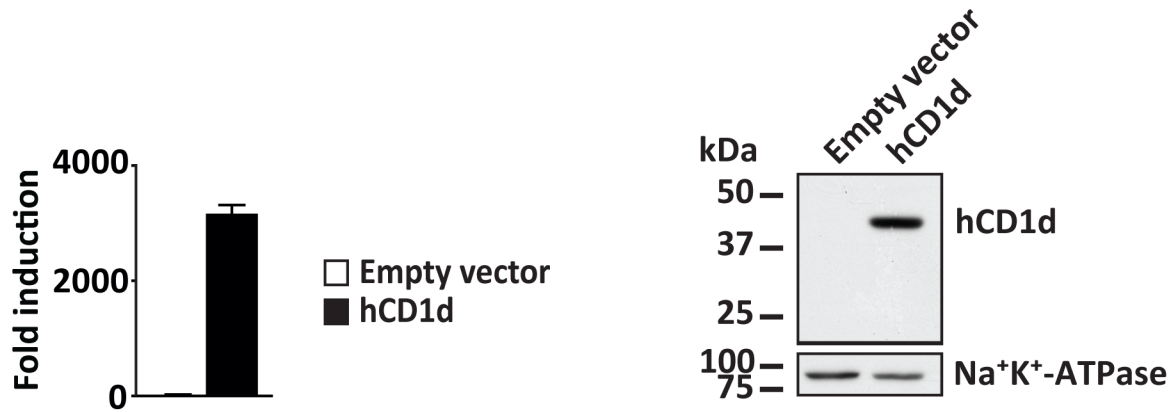 Fold induction
4000
2000
0
Empty vector
hCD1d
kDa
Empty vector
hCD1d
50
37
25
100
75
hCD1d
Na⁺K⁺-ATPase